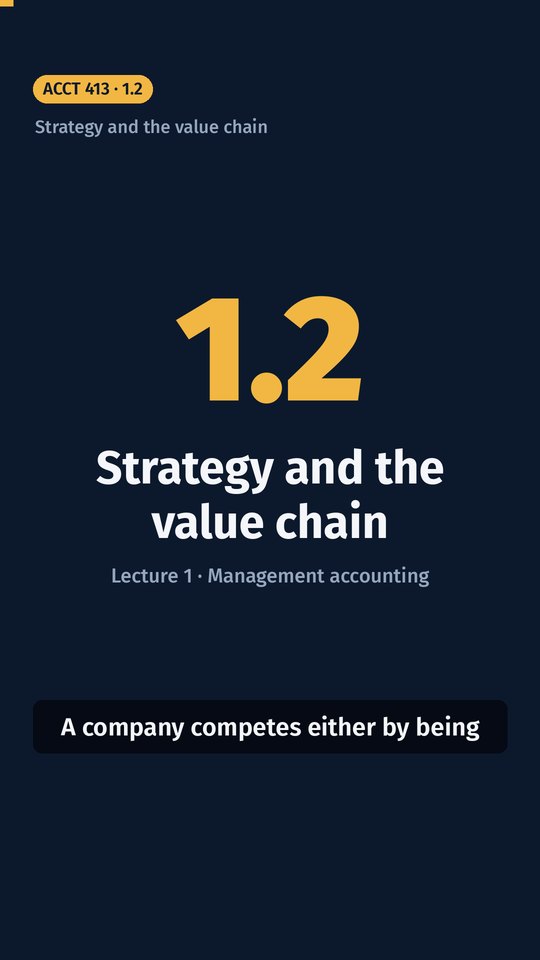 ACCT 413 · 1.2
Strategy and the value chain
1.2
Strategy and the
value chain
Lecture 1 · Management accounting
A company competes either by being